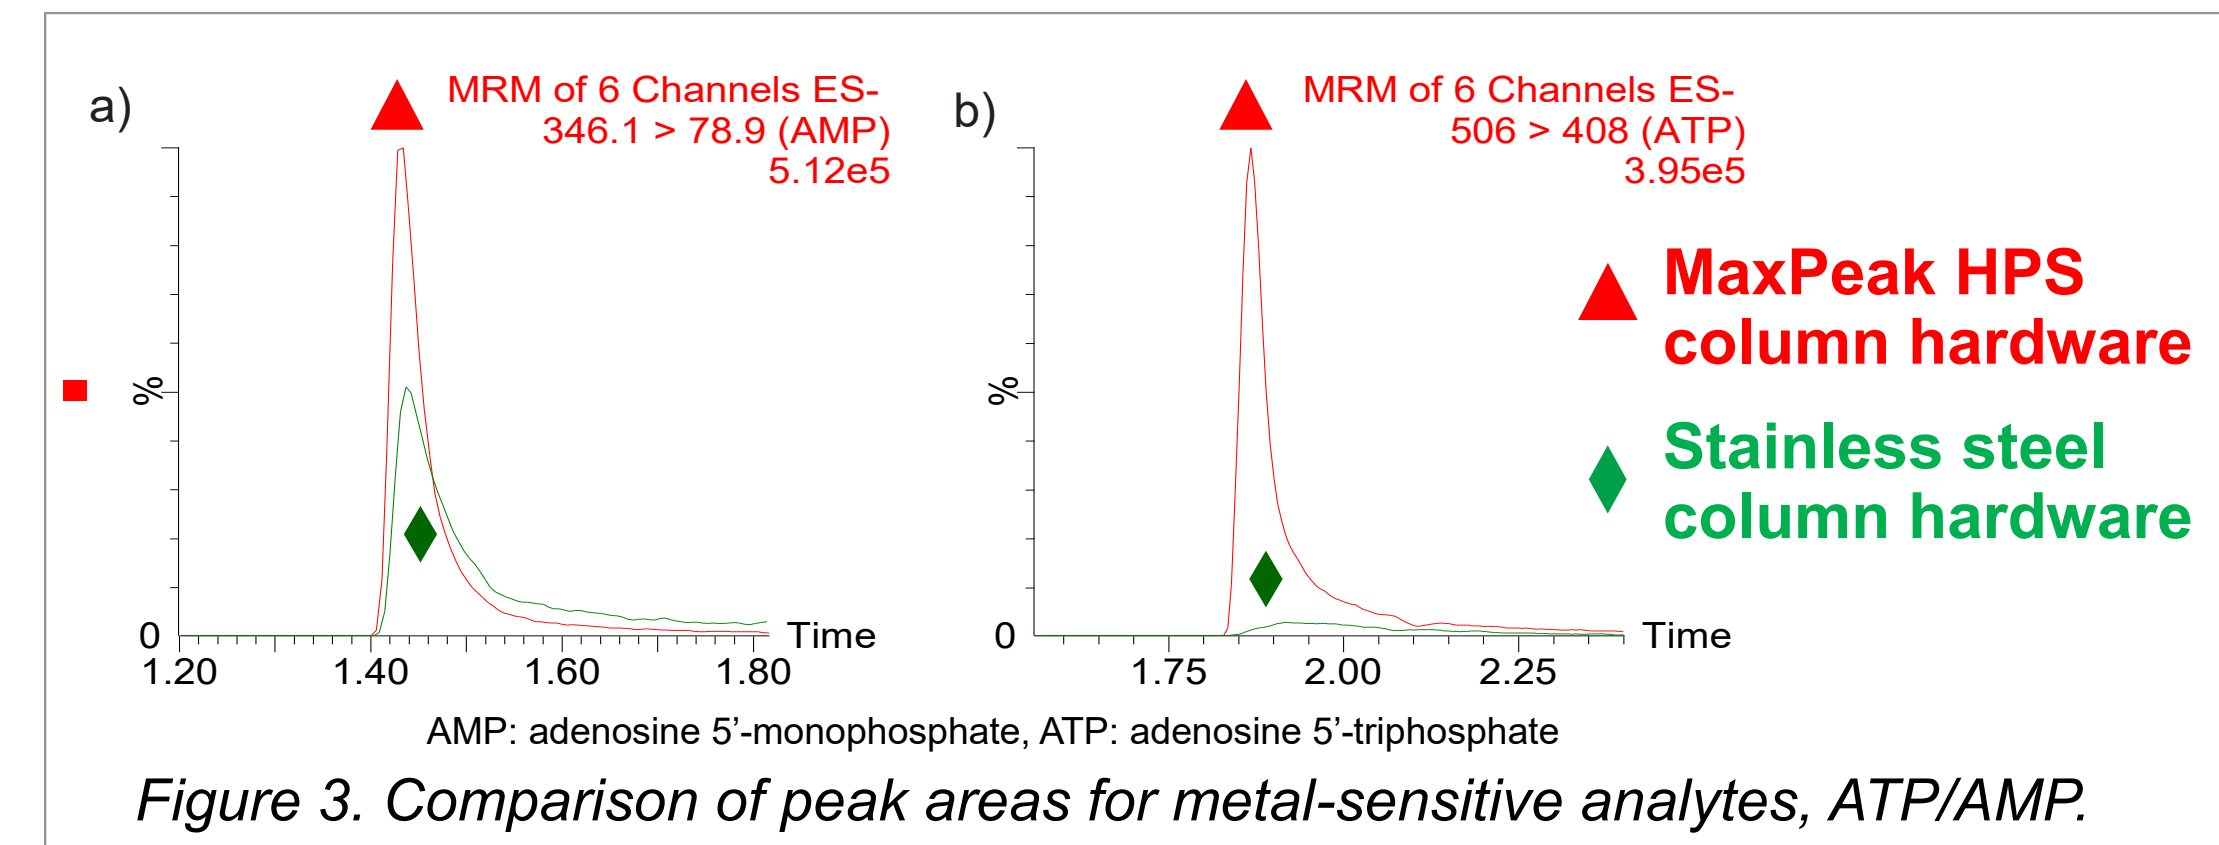 a)
MRM of 6 Channels ES-
346.1 > 78.9 (AMP)
5.12e5
%
0
1.20 1.40 1.60 1.80
Time
b)
MRM of 6 Channels ES-
506 > 408 (ATP)
3.95e5
%
0
1.75 2.00 2.25
Time
MaxPeak HPS
column hardware
Stainless steel
column hardware
AMP: adenosine 5’-monophosphate, ATP: adenosine 5’-triphosphate
Figure 3. Comparison of peak areas for metal-sensitive analytes, ATP/AMP.